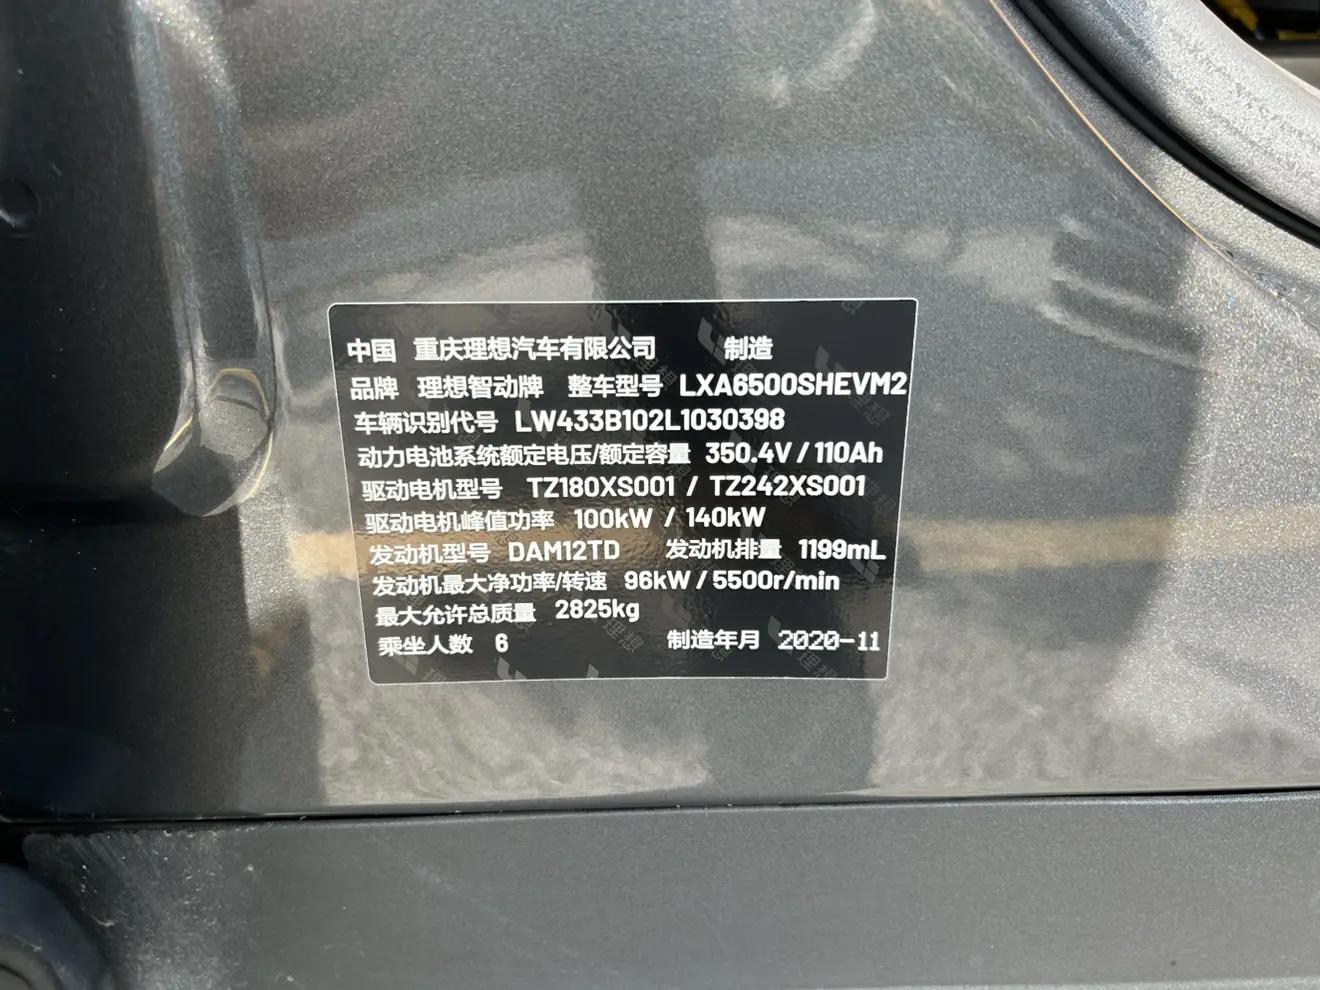 中国 重庆理想汽车有限公司 制造
品牌 理想智动牌 整车型号 LXA6500SHEVM2
车辆识别代号 LW433B102L1030398
动力电池系统额定电压/额定容量 350.4V / 110Ah
驱动电机型号 TZ180XS001 / TZ242XS001
驱动电机峰值功率 100kW / 140kW
发动机型号 DAM12TD 发动机排量 1199mL
发动机最大净功率/转速 96kW / 5500r/min
最大允许总质量 2825kg
乘坐人数 6 制造年月 2020-11